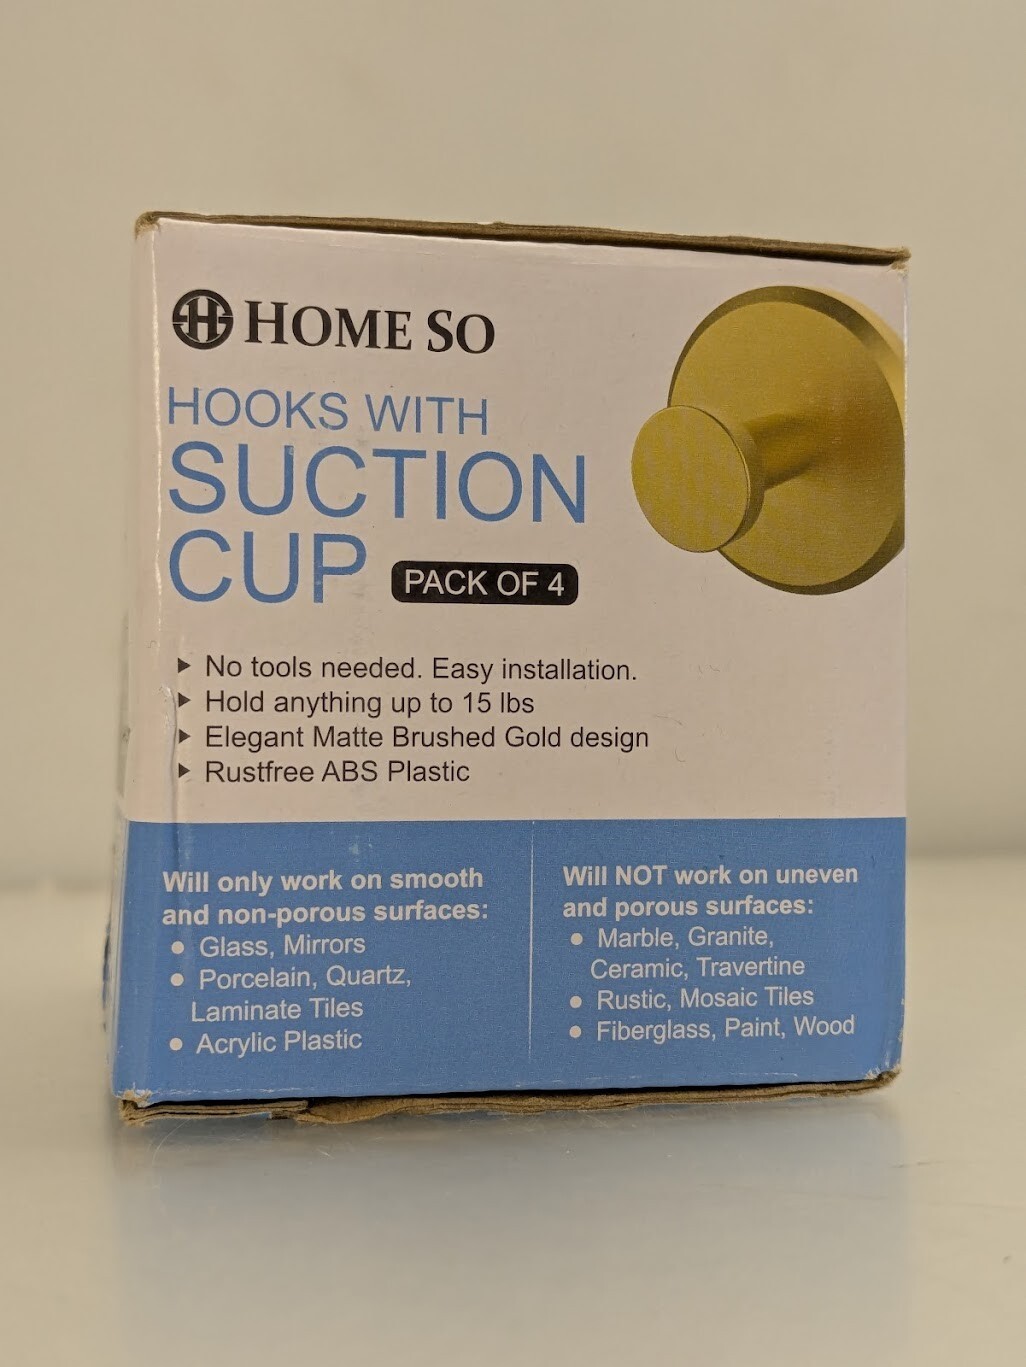 HOME SO
HOOKS WITH
SUCTION
CUP PACK OF 4
No tools needed. Easy installation.
Hold anything up to 15 lbs
Elegant Matte Brushed Gold design
Rustfree ABS Plastic
Will only work on smooth
and non-porous surfaces:
Glass, Mirrors
Porcelain, Quartz,
Laminate Tiles
Acrylic Plastic
Will NOT work on uneven
and porous surfaces:
Marble, Granite,
Ceramic, Travertine
Rustic, Mosaic Tiles
Fiberglass, Paint, Wood